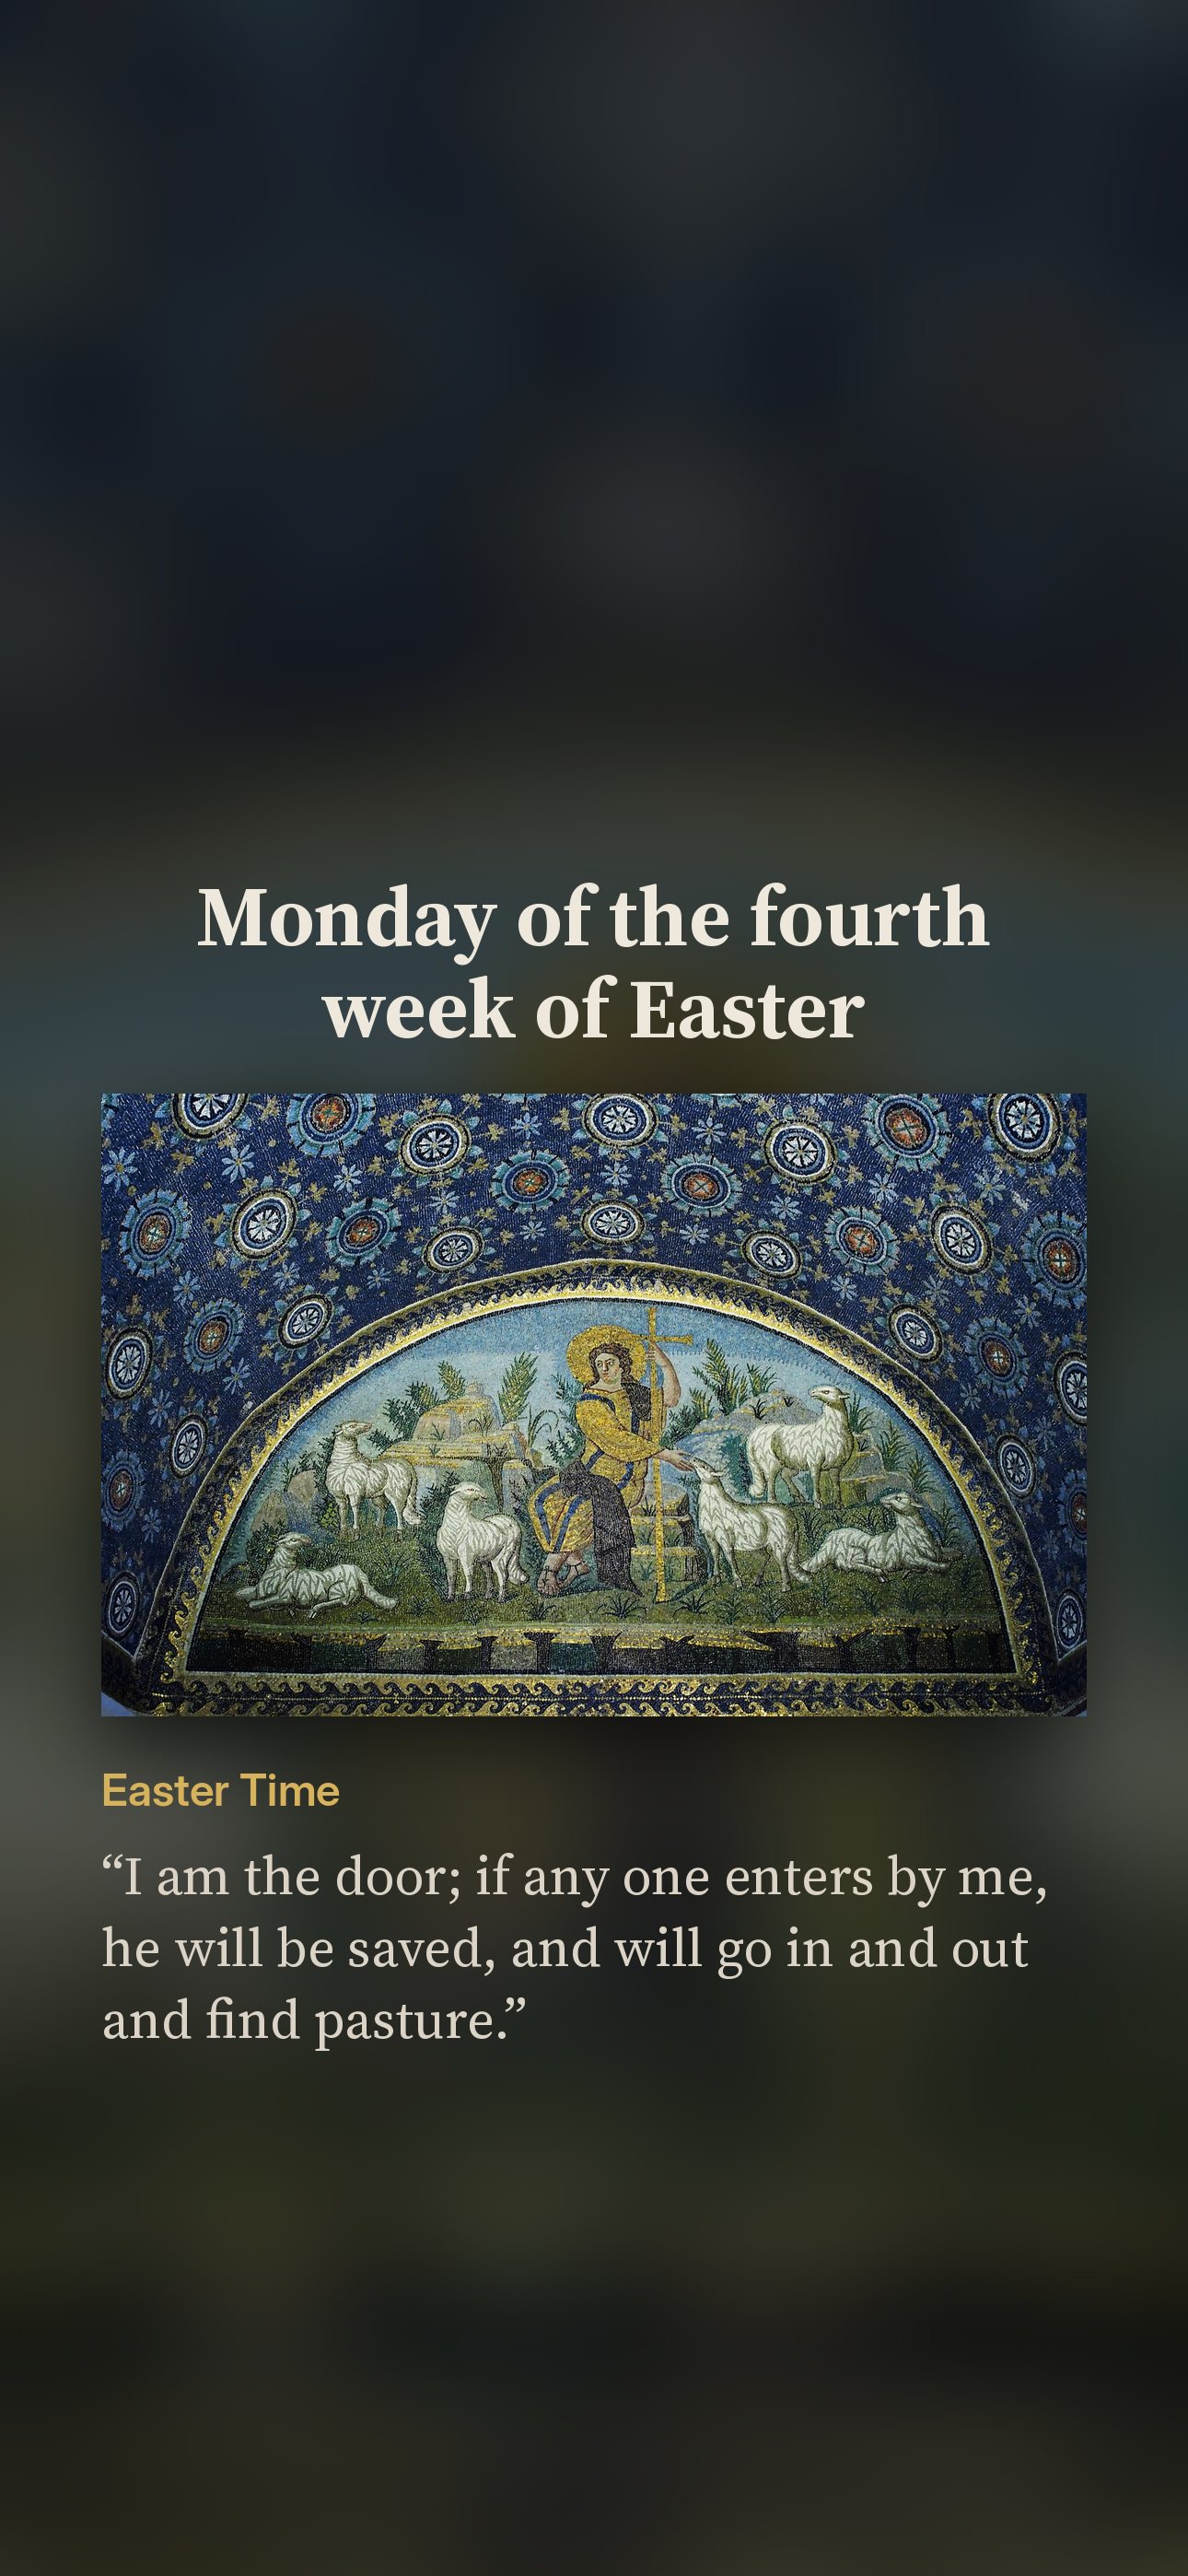 Monday of the fourth
week of Easter
Easter Time
“I am the door; if any one enters by me,
he will be saved, and will go in and out
and find pasture.”